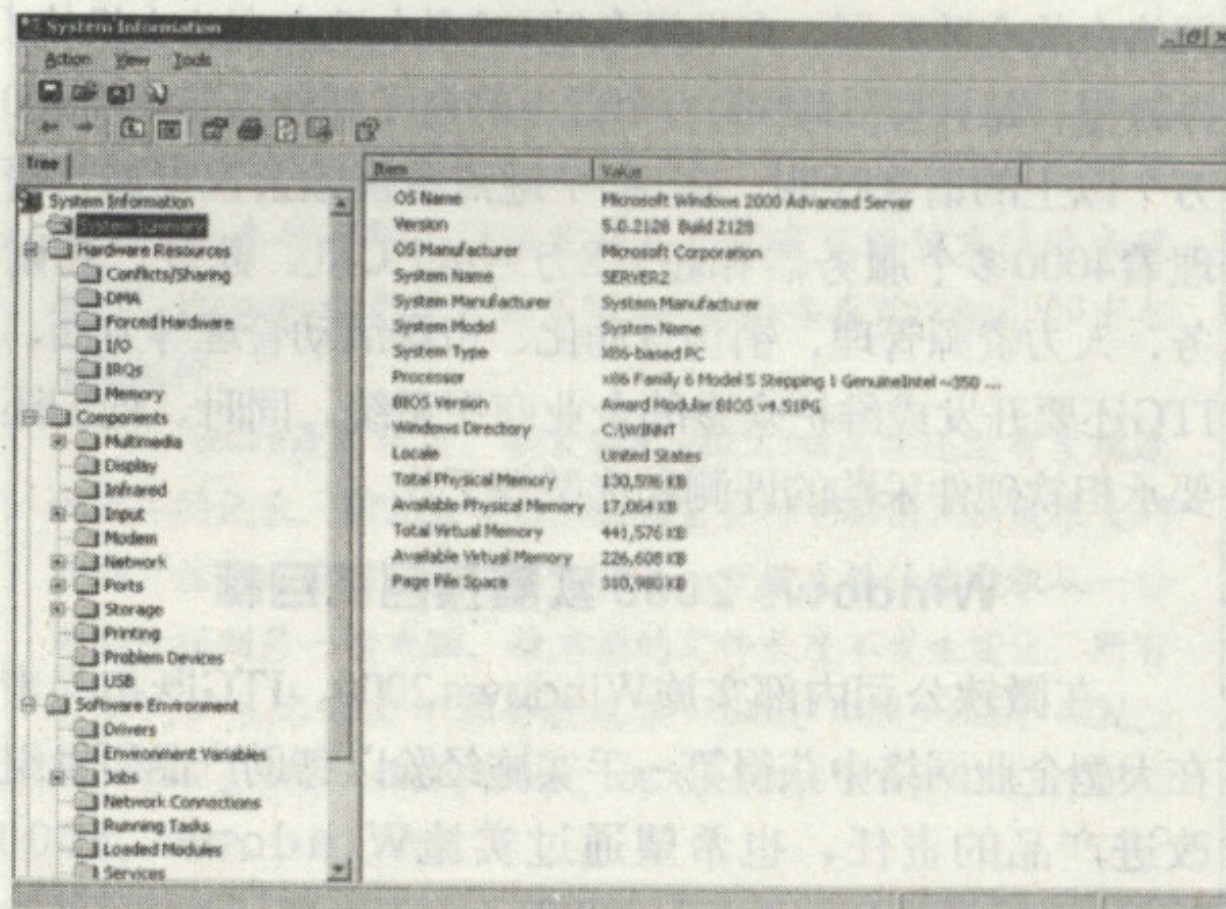 System Information
Action View Tools
Tree
Item Value
System Information
System Summary
Hardware Resources
Conflicts/Sharing
DMA
Forced Hardware
I/O
IRQs
Memory
Components
Multimedia
Display
Infrared
Input
Modem
Network
Ports
Storage
Printing
Problem Devices
USB
Software Environment
Drivers
Environment Variables
Jobs
Network Connections
Running Tasks
Loaded Modules
Services
OS Name Microsoft Windows 2000 Advanced Server
Version 5.0.2128 Build 2128
OS Manufacturer Microsoft Corporation
System Name SERVER2
System Manufacturer System Manufacturer
System Model System Name
System Type X86-based PC
Processor x86 Family 6 Model 5 Stepping 1 GenuineIntel ~350 ...
BIOS Version Award Modular BIOS v4.51PG
Windows Directory C:\WINNT
Locale United States
Total Physical Memory 130,596 KB
Available Physical Memory 17,064 KB
Total Virtual Memory 441,576 KB
Available Virtual Memory 226,608 KB
Page File Space 310,980 KB